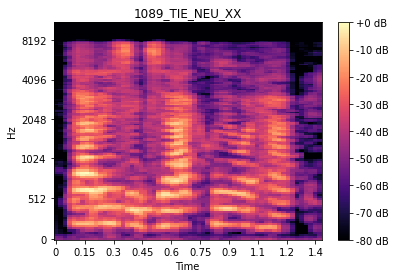 1089_TIE_NEU_XX
Hz
8192
4096
2048
1024
512
0
0 0.15 0.3 0.45 0.6 0.75 0.9 1.1 1.2 1.4
Time
+0 dB
-10 dB
-20 dB
-30 dB
-40 dB
-50 dB
-60 dB
-70 dB
-80 dB